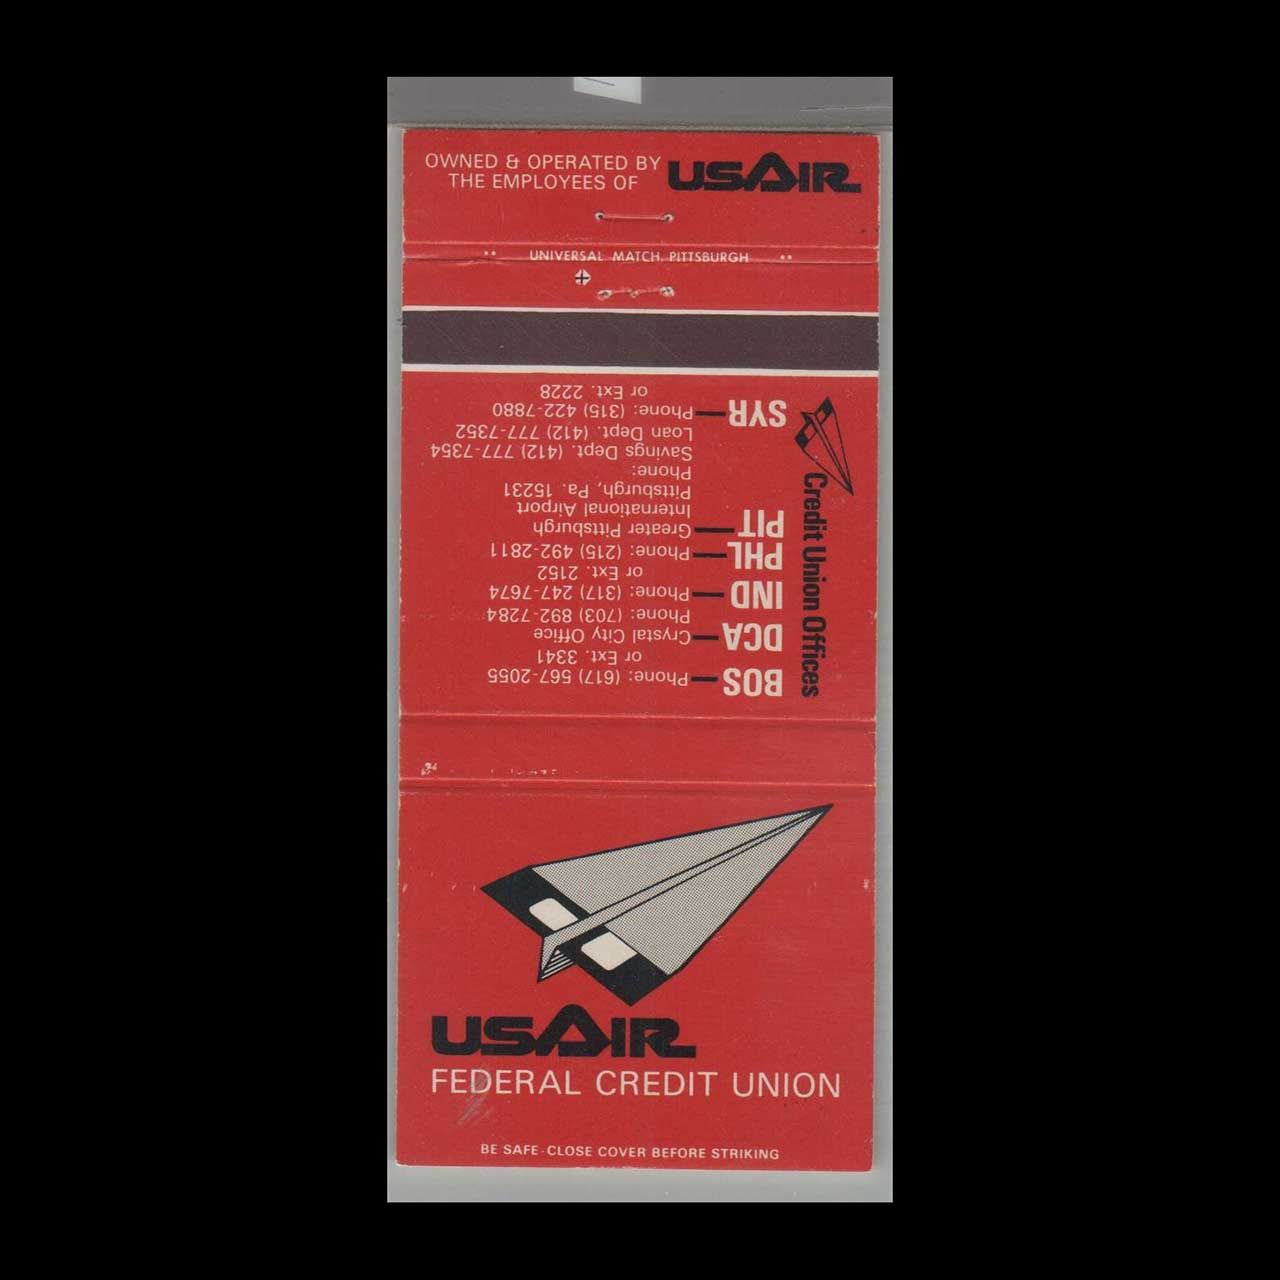 OWNED & OPERATED BY
THE EMPLOYEES OF
USAIR
UNIVERSAL MATCH, PITTSBURGH
Credit Union Offices
BOS — Phone: (617) 567-2055
or Ext. 3341
DCA — Crystal City Office
Phone: (703) 892-7284
IND — Phone: (317) 247-7674
or Ext. 2152
PHL — Phone: (215) 492-2811
PIT — Greater Pittsburgh
International Airport
Pittsburgh, Pa. 15231
Phone:
Savings Dept. (412) 777-7354
Loan Dept. (412) 777-7352
SYR — Phone: (315) 422-7880
or Ext. 2228
USAIR
FEDERAL CREDIT UNION
BE SAFE-CLOSE COVER BEFORE STRIKING